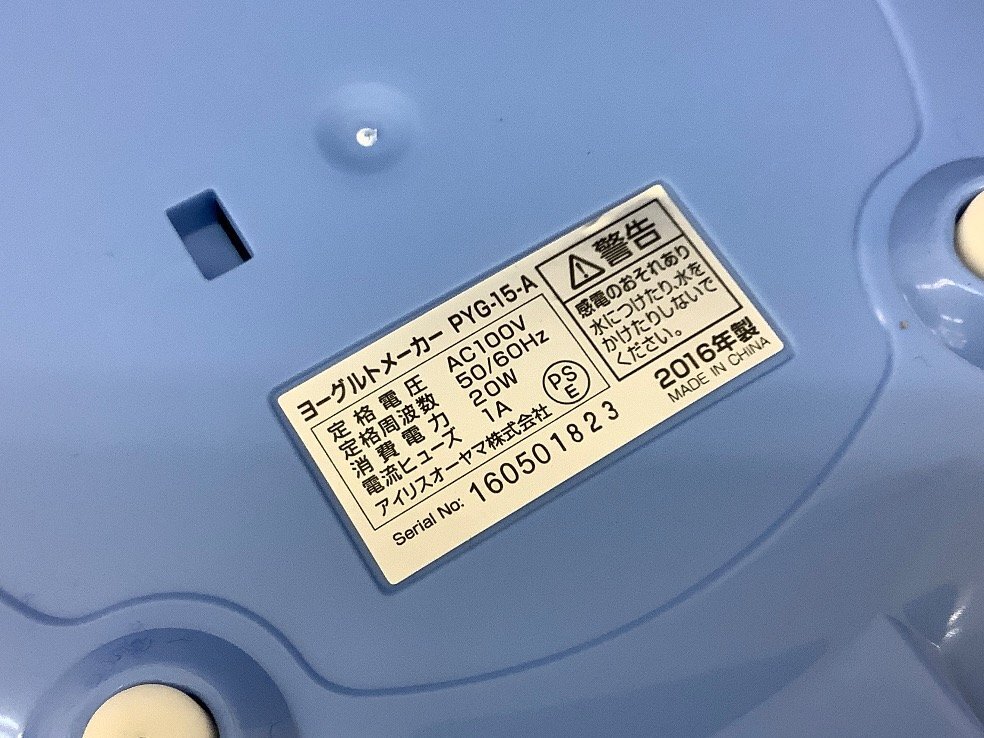 ヨーグルトメーカー PYG-15-A
定格電圧 AC100V
定格周波数 50/60Hz
消費電力 20W
電流ヒューズ 1A
PS
E
アイリスオーヤマ株式会社
Serial No: 160501823
警告
感電のおそれあり
水につけたり、水を
かけたりしないで
ください。
2016年製
MADE IN CHINA